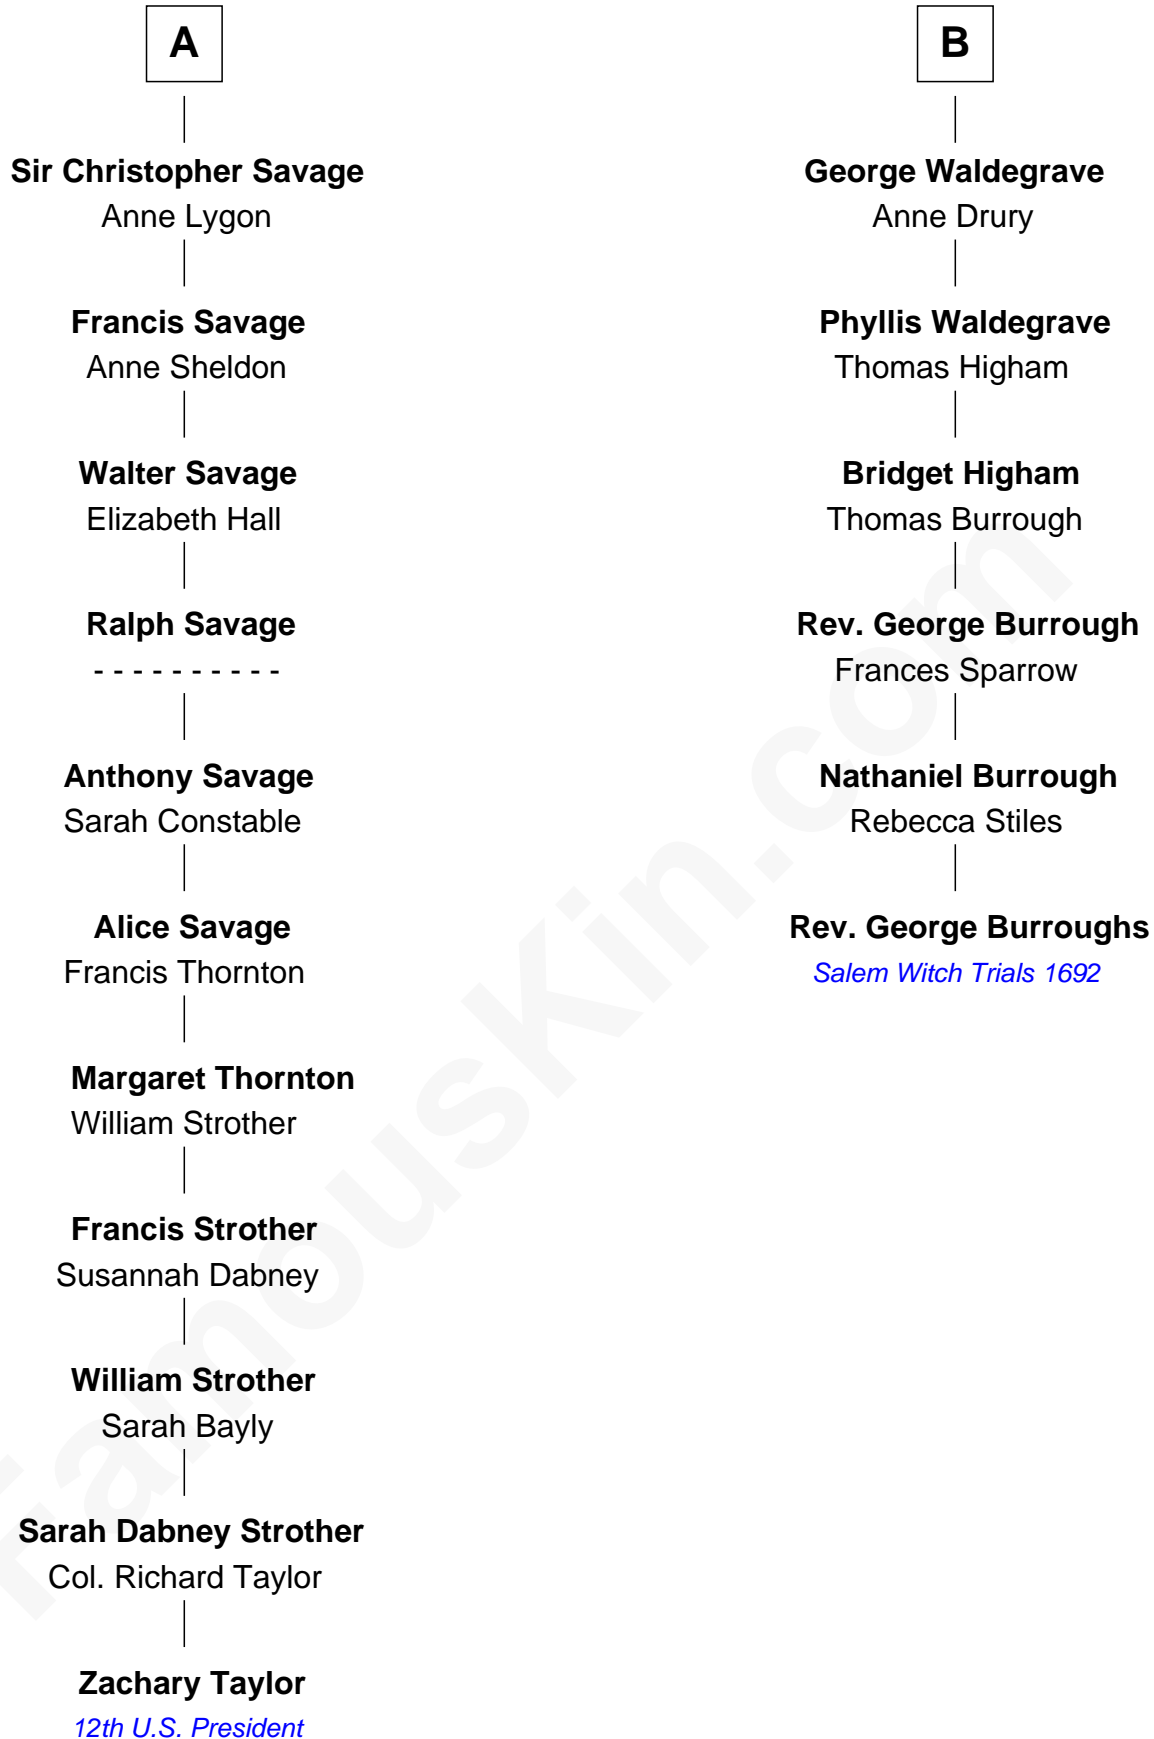 A
Sir Christopher Savage
Anne Lygon
Francis Savage
Anne Sheldon
Walter Savage
Elizabeth Hall
Ralph Savage
- - - - - - - - - -
Anthony Savage
Sarah Constable
Alice Savage
Francis Thornton
Margaret Thornton
William Strother
Francis Strother
Susannah Dabney
William Strother
Sarah Bayly
Sarah Dabney Strother
Col. Richard Taylor
Zachary Taylor
12th U.S. President
B
George Waldegrave
Anne Drury
Phyllis Waldegrave
Thomas Higham
Bridget Higham
Thomas Burrough
Rev. George Burrough
Frances Sparrow
Nathaniel Burrough
Rebecca Stiles
Rev. George Burroughs
Salem Witch Trials 1692
FamousKin.com